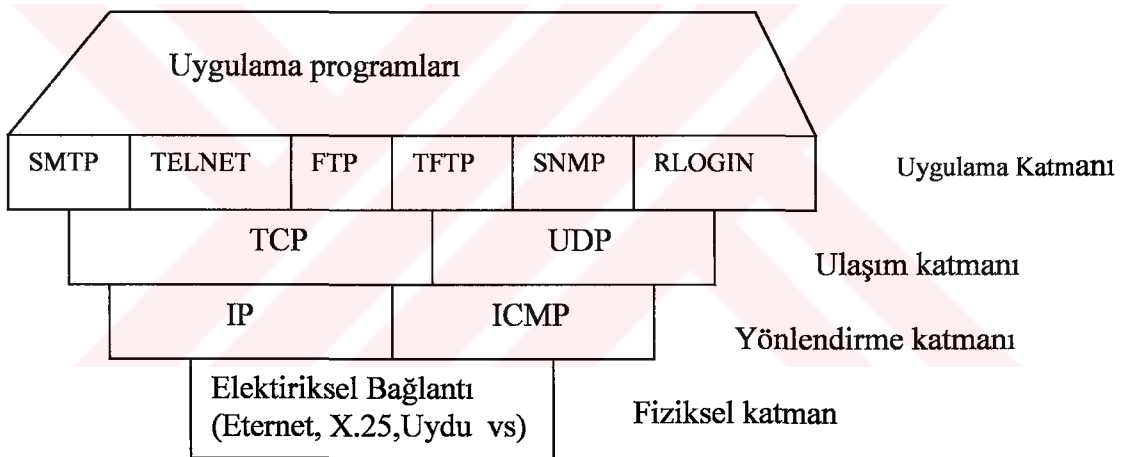 Uygulama programları
SMTP TELNET FTP TFTP SNMP RLOGIN Uygulama Katmanı
TCP UDP
Ulaşım katmanı
IP ICMP
Yönlendirme katmanı
Elektiriksel Bağlantı
(Eternet, X.25,Uydu vs) Fiziksel katman